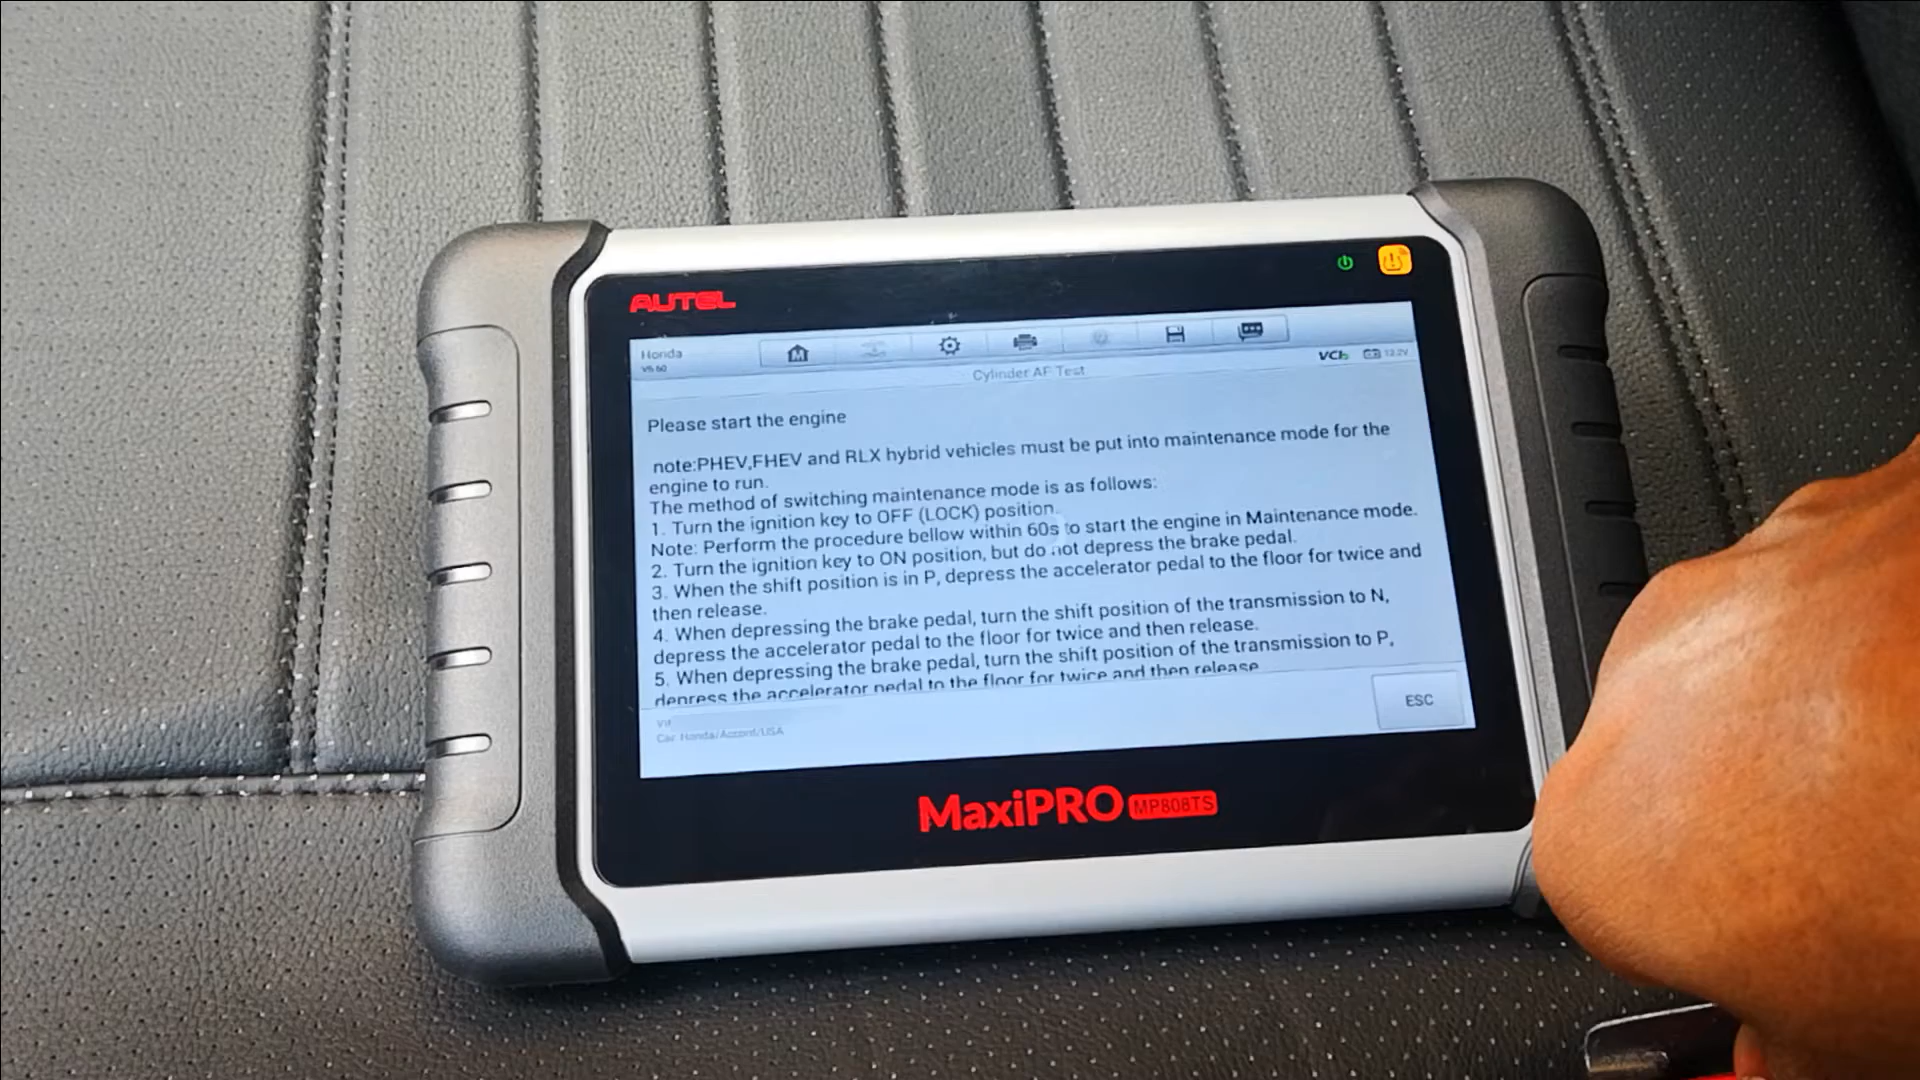 AUTEL
Honda
V5.60
VCI 12.2V
Cylinder AF Test
Please start the engine
note:PHEV,FHEV and RLX hybrid vehicles must be put into maintenance mode for the
engine to run.
The method of switching maintenance mode is as follows:
1. Turn the ignition key to OFF (LOCK) position.
Note: Perform the procedure bellow within 60s to start the engine in Maintenance mode.
2. Turn the ignition key to ON position, but do not depress the brake pedal.
3. When the shift position is in P, depress the accelerator pedal to the floor for twice and
then release.
4. When depressing the brake pedal, turn the shift position of the transmission to N,
depress the accelerator pedal to the floor for twice and then release.
5. When depressing the brake pedal, turn the shift position of the transmission to P,
depress the accelerator pedal to the floor for twice and then release
ESC
Car: Honda/Accord/USA
MaxiPRO MP808TS